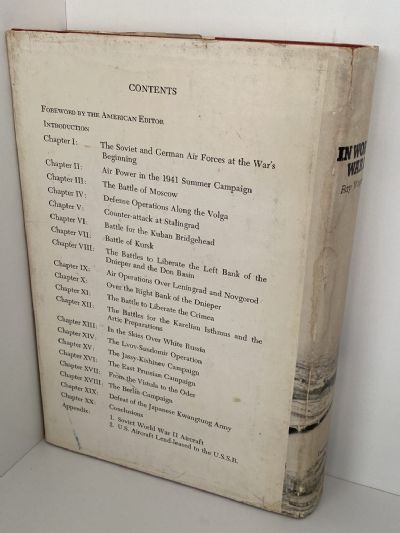 CONTENTS
FOREWORD BY THE AMERICAN EDITOR
INTRODUCTION
Chapter I: The Soviet and German Air Forces at the War's
Beginning
Chapter II: Air Power in the 1941 Summer Campaign
Chapter III: The Battle of Moscow
Chapter IV: Defense Operations Along the Volga
Chapter V: Counter-attack at Stalingrad
Chapter VI: Battle for the Kuban Bridgehead
Chapter VII: Battle of Kursk
Chapter VIII: The Battles to Liberate the Left Bank of the
Dnieper and the Don Basin
Chapter IX: Air Operations Over Leningrad and Novgorod
Chapter X: Over the Right Bank of the Dnieper
Chapter XI: The Battle to Liberate the Crimea
Chapter XII: The Battles for the Karelian Isthmus and the
Artic Preparations
Chapter XIII: In the Skies Over White Russia
Chapter XIV. The Lvov-Sandomir Operation
Chapter XV. The Jassy-Kishinev Campaign
Chapter XVI: The East Prussian Campaign
Chapter XVII: From the Vistula to the Oder
Chapter XVIII: The Berlin Campaign
Chapter XIX: Defeat of the Japanese Kwangtung Army
Chapter XX: Conclusions
Appendix: 1. Soviet World War II Aircraft
2. U.S. Aircraft Lend-leased to the U.S.S.R.
IN WOR
WAR